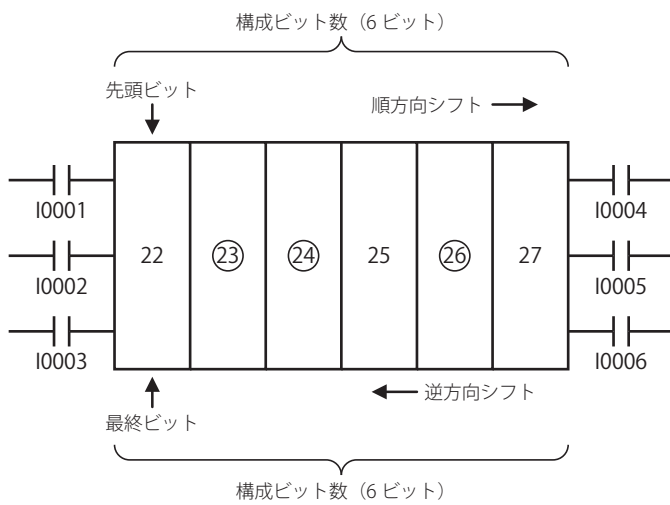 構成ビット数（6 ビット）
先頭ビット
順方向シフト
I0001
I0002
I0003
22
㉓
㉔
25
㉖
27
I0004
I0005
I0006
逆方向シフト
最終ビット
構成ビット数（6 ビット）